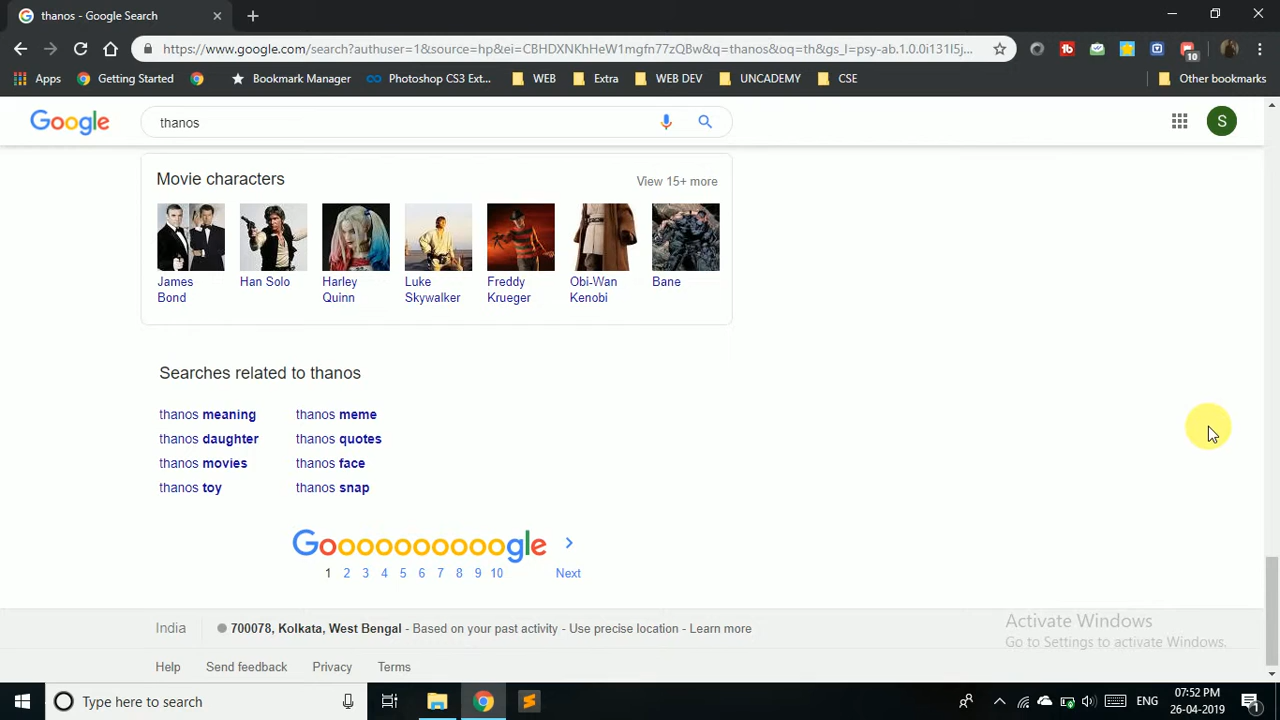 thanos - Google Search
https://www.google.com/search?authuser=1&source=hp&ei=CBHDXNKhHeW1mgfn77zQBw&q=thanos&oq=th&gs_l=psy-ab.1.0.0i131l5j...
10
Apps
Getting Started
Bookmark Manager
Photoshop CS3 Ext...
WEB
Extra
WEB DEV
UNCADEMY
CSE
Other bookmarks
Google
thanos
S
Movie characters
View 15+ more
James Bond
Han Solo
Harley Quinn
Luke Skywalker
Freddy Krueger
Obi-Wan Kenobi
Bane
Searches related to thanos
thanos meaning
thanos meme
thanos daughter
thanos quotes
thanos movies
thanos face
thanos toy
thanos snap
Goooooooooogle
1 2 3 4 5 6 7 8 9 10 Next
India
700078, Kolkata, West Bengal - Based on your past activity - Use precise location - Learn more
Help
Send feedback
Privacy
Terms
Activate Windows
Go to Settings to activate Windows.
Type here to search
ENG
07:52 PM
26-04-2019
1